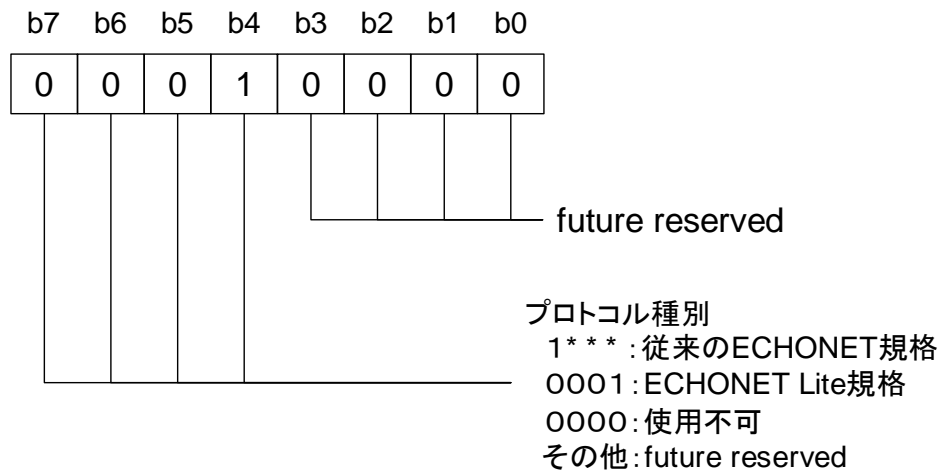 b7 b6 b5 b4 b3 b2 b1 b0
0 0 0 1 0 0 0 0
future reserved
プロトコル種別
1＊＊＊：従来のECHONET規格
０００１：ECHONET Lite規格
００００：使用不可
その他：future reserved